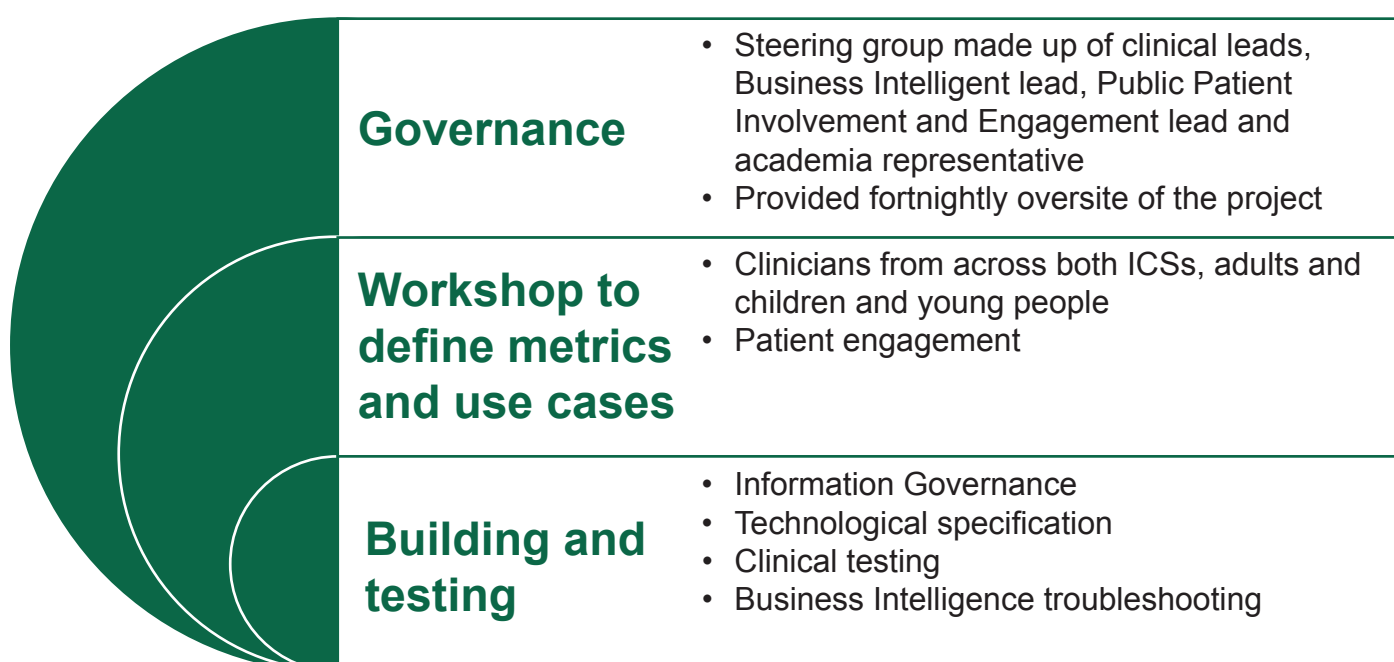 Governance
• Steering group made up of clinical leads,
Business Intelligent lead, Public Patient
Involvement and Engagement lead and
academia representative
• Provided fortnightly oversite of the project
Workshop to
define metrics
and use cases
• Clinicians from across both ICSs, adults and
children and young people
• Patient engagement
Building and
testing
• Information Governance
• Technological specification
• Clinical testing
• Business Intelligence troubleshooting